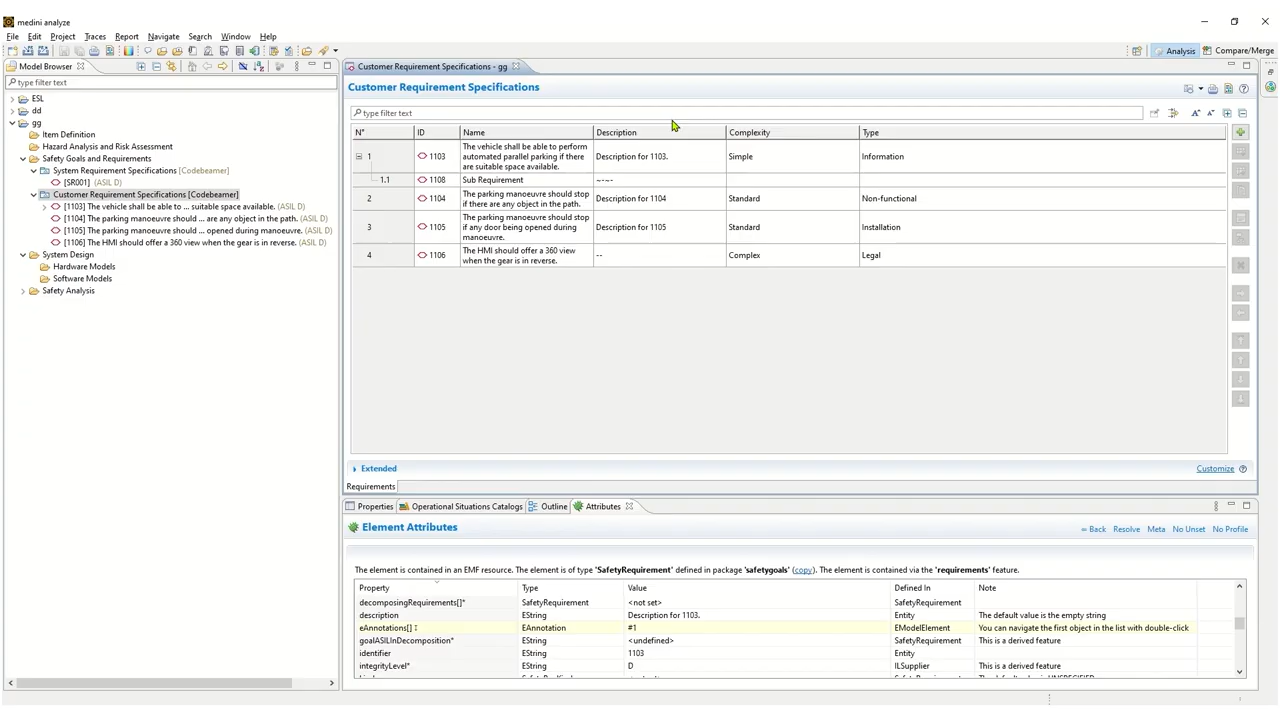 medini analyze
File Edit Project Traces Report Navigate Search Window Help
Analysis Compare/Merge
Model Browser
type filter text
ESL
dd
gg
Item Definition
Hazard Analysis and Risk Assessment
Safety Goals and Requirements
System Requirement Specifications [Codebeamer]
[SR001] (ASIL D)
Customer Requirement Specifications [Codebeamer]
[1103] The vehicle shall be able to ... suitable space available. (ASIL D)
[1104] The parking manoeuvre should ... are any object in the path. (ASIL D)
[1105] The parking manoeuvre should ... opened during manoeuvre. (ASIL D)
[1106] The HMI should offer a 360 view when the gear is in reverse. (ASIL D)
System Design
Hardware Models
Software Models
Safety Analysis
Customer Requirement Specifications - gg
Customer Requirement Specifications
type filter text
N° ID Name Description Complexity Type
1 1103 The vehicle shall be able to perform automated parallel parking if there are suitable space available. Description for 1103. Simple Information
1.1 1108 Sub Requirement ~-~-
2 1104 The parking manoeuvre should stop if there are any object in the path. Description for 1104 Standard Non-functional
3 1105 The parking manoeuvre should stop if any door being opened during manoeuvre. Description for 1105 Standard Installation
4 1106 The HMI should offer a 360 view when the gear is in reverse. -- Complex Legal
Extended Customize
Requirements
Properties Operational Situations Catalogs Outline Attributes
Element Attributes
Back Resolve Meta No Unset No Profile
The element is contained in an EMF resource. The element is of type 'SafetyRequirement' defined in package 'safetygoals' (copy). The element is contained via the 'requirements' feature.
Property Type Value Defined In Note
decomposingRequirements[]* SafetyRequirement <not set> SafetyRequirement
description EString Description for 1103. Entity The default value is the empty string
eAnnotations[] EAnnotation #1 EModelElement You can navigate the first object in the list with double-click
goalASILInDecomposition* EString <undefined> SafetyRequirement This is a derived feature
identifier EString 1103 Entity
integrityLevel* EString D ILSupplier This is a derived feature